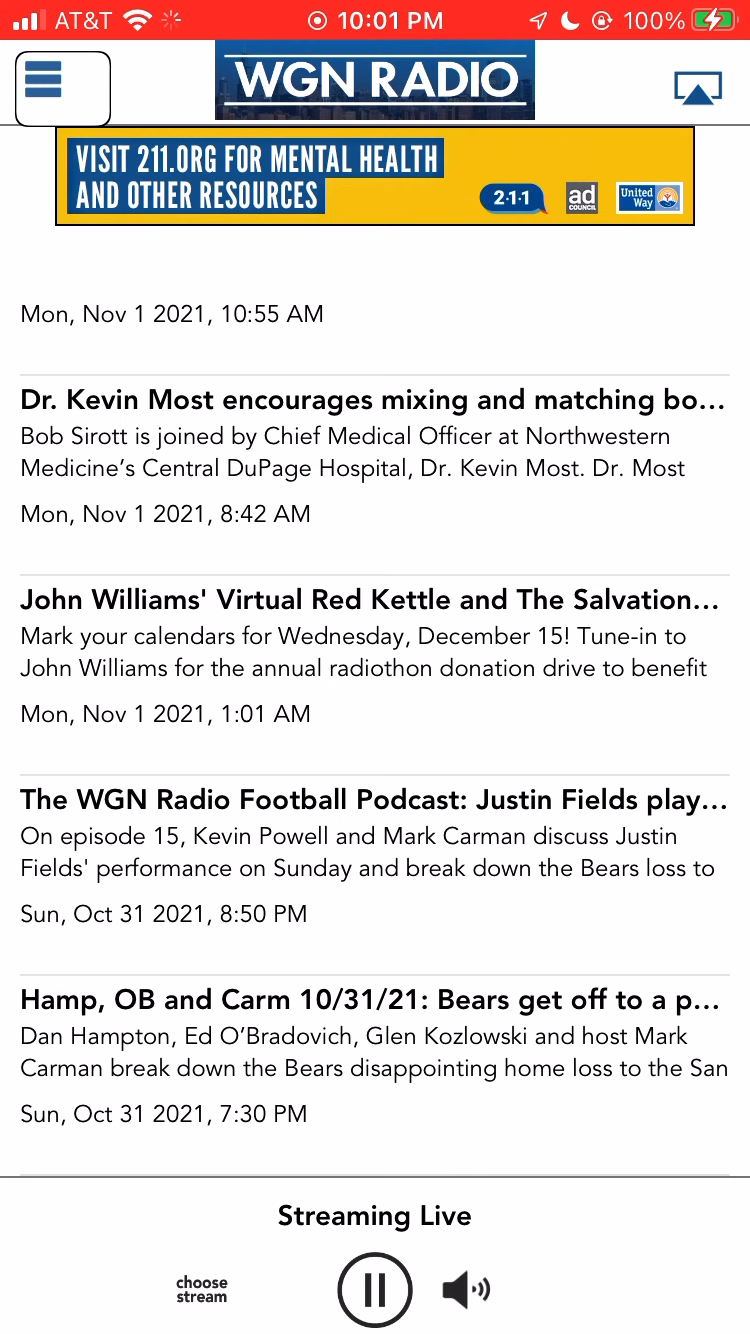 AT&T 10:01 PM 100%
WGN RADIO
VISIT 211.ORG FOR MENTAL HEALTH
AND OTHER RESOURCES
2·1·1
ad
COUNCIL
United
Way
Mon, Nov 1 2021, 10:55 AM
Dr. Kevin Most encourages mixing and matching bo...
Bob Sirott is joined by Chief Medical Officer at Northwestern
Medicine’s Central DuPage Hospital, Dr. Kevin Most. Dr. Most
Mon, Nov 1 2021, 8:42 AM
John Williams' Virtual Red Kettle and The Salvation...
Mark your calendars for Wednesday, December 15! Tune-in to
John Williams for the annual radiothon donation drive to benefit
Mon, Nov 1 2021, 1:01 AM
The WGN Radio Football Podcast: Justin Fields play...
On episode 15, Kevin Powell and Mark Carman discuss Justin
Fields' performance on Sunday and break down the Bears loss to
Sun, Oct 31 2021, 8:50 PM
Hamp, OB and Carm 10/31/21: Bears get off to a p...
Dan Hampton, Ed O’Bradovich, Glen Kozlowski and host Mark
Carman break down the Bears disappointing home loss to the San
Sun, Oct 31 2021, 7:30 PM
Streaming Live
choose
stream